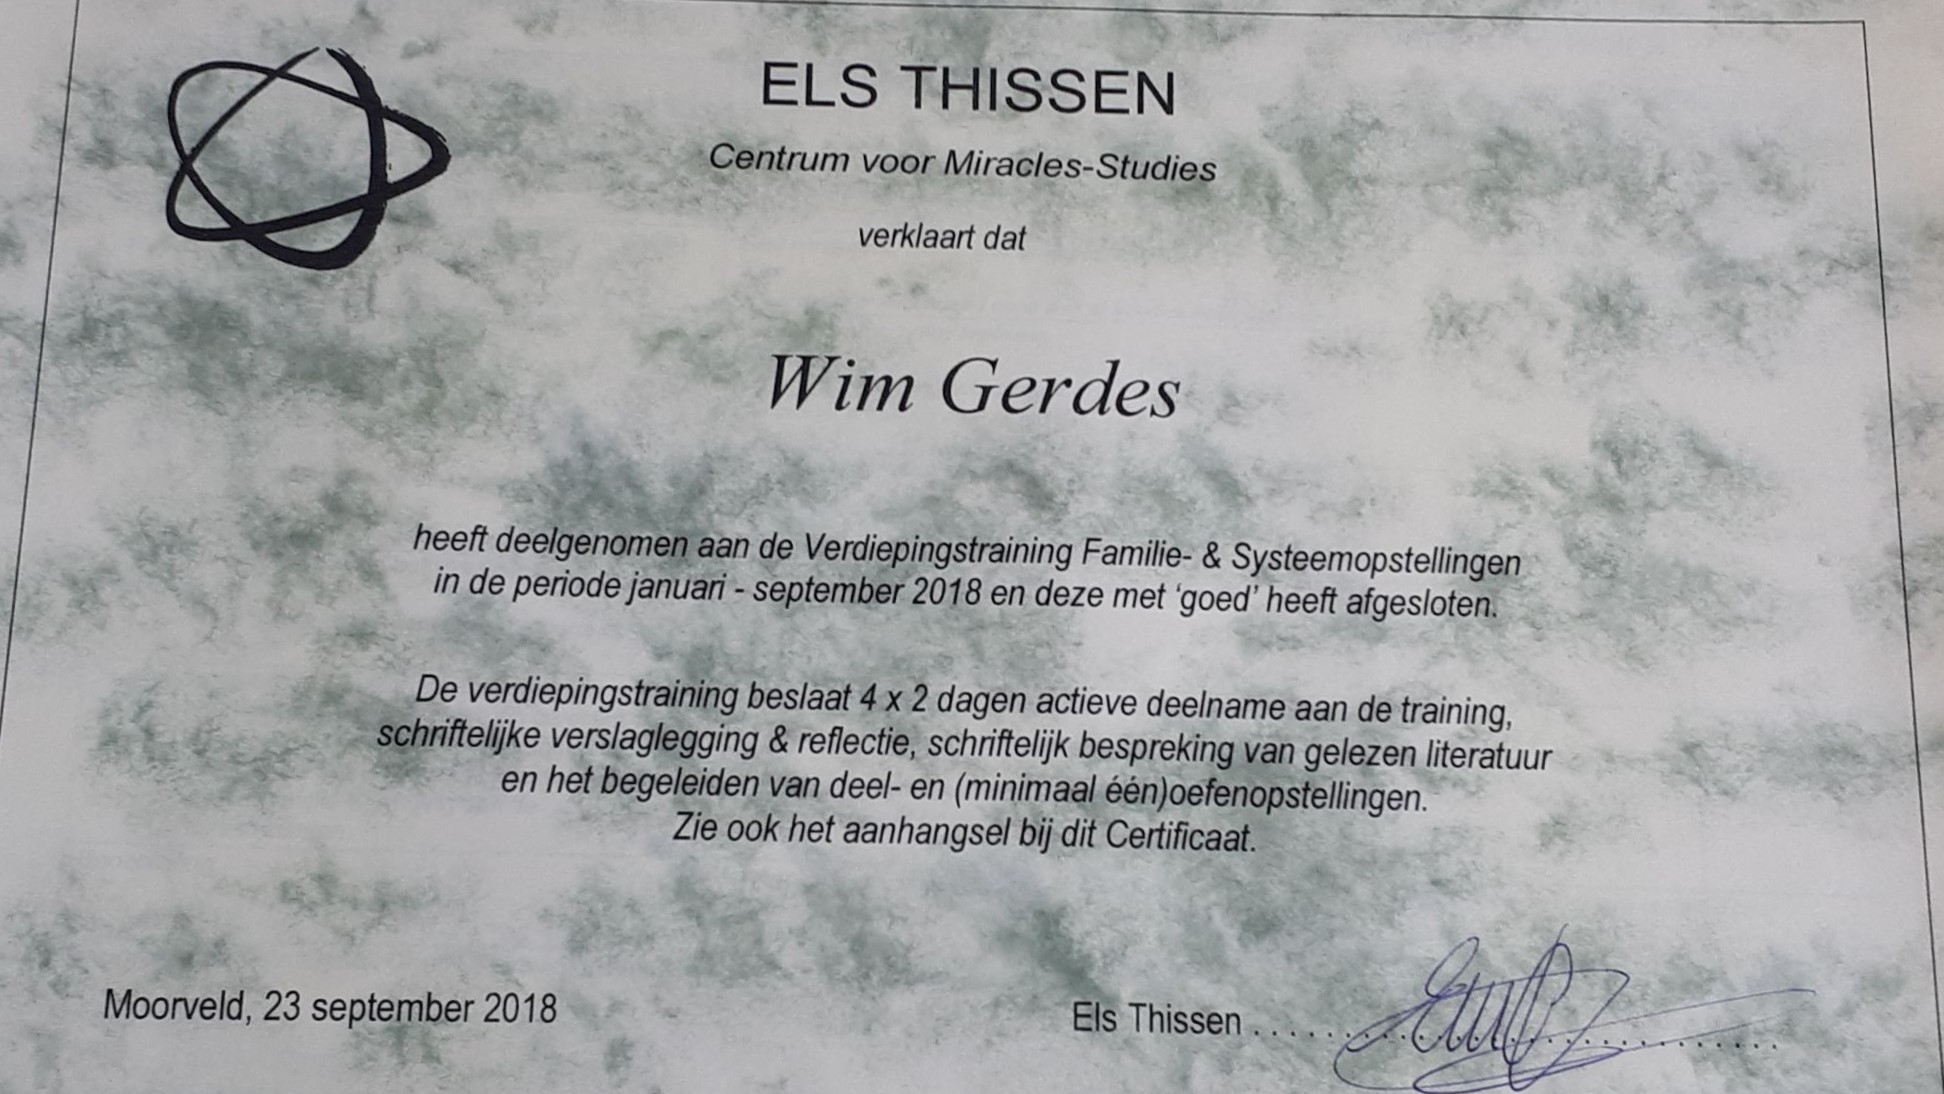 ELS THISSEN
Centrum voor Miracles-Studies
verklaart dat
Wim Gerdes
heeft deelgenomen aan de Verdiepingstraining Familie- & Systeemopstellingen
in de periode januari - september 2018 en deze met ‘goed’ heeft afgesloten.
De verdiepingstraining beslaat 4 x 2 dagen actieve deelname aan de training,
schriftelijke verslaglegging & reflectie, schriftelijk bespreking van gelezen literatuur
en het begeleiden van deel- en (minimaal één)oefenopstellingen.
Zie ook het aanhangsel bij dit Certificaat.
Moorveld, 23 september 2018
Els Thissen